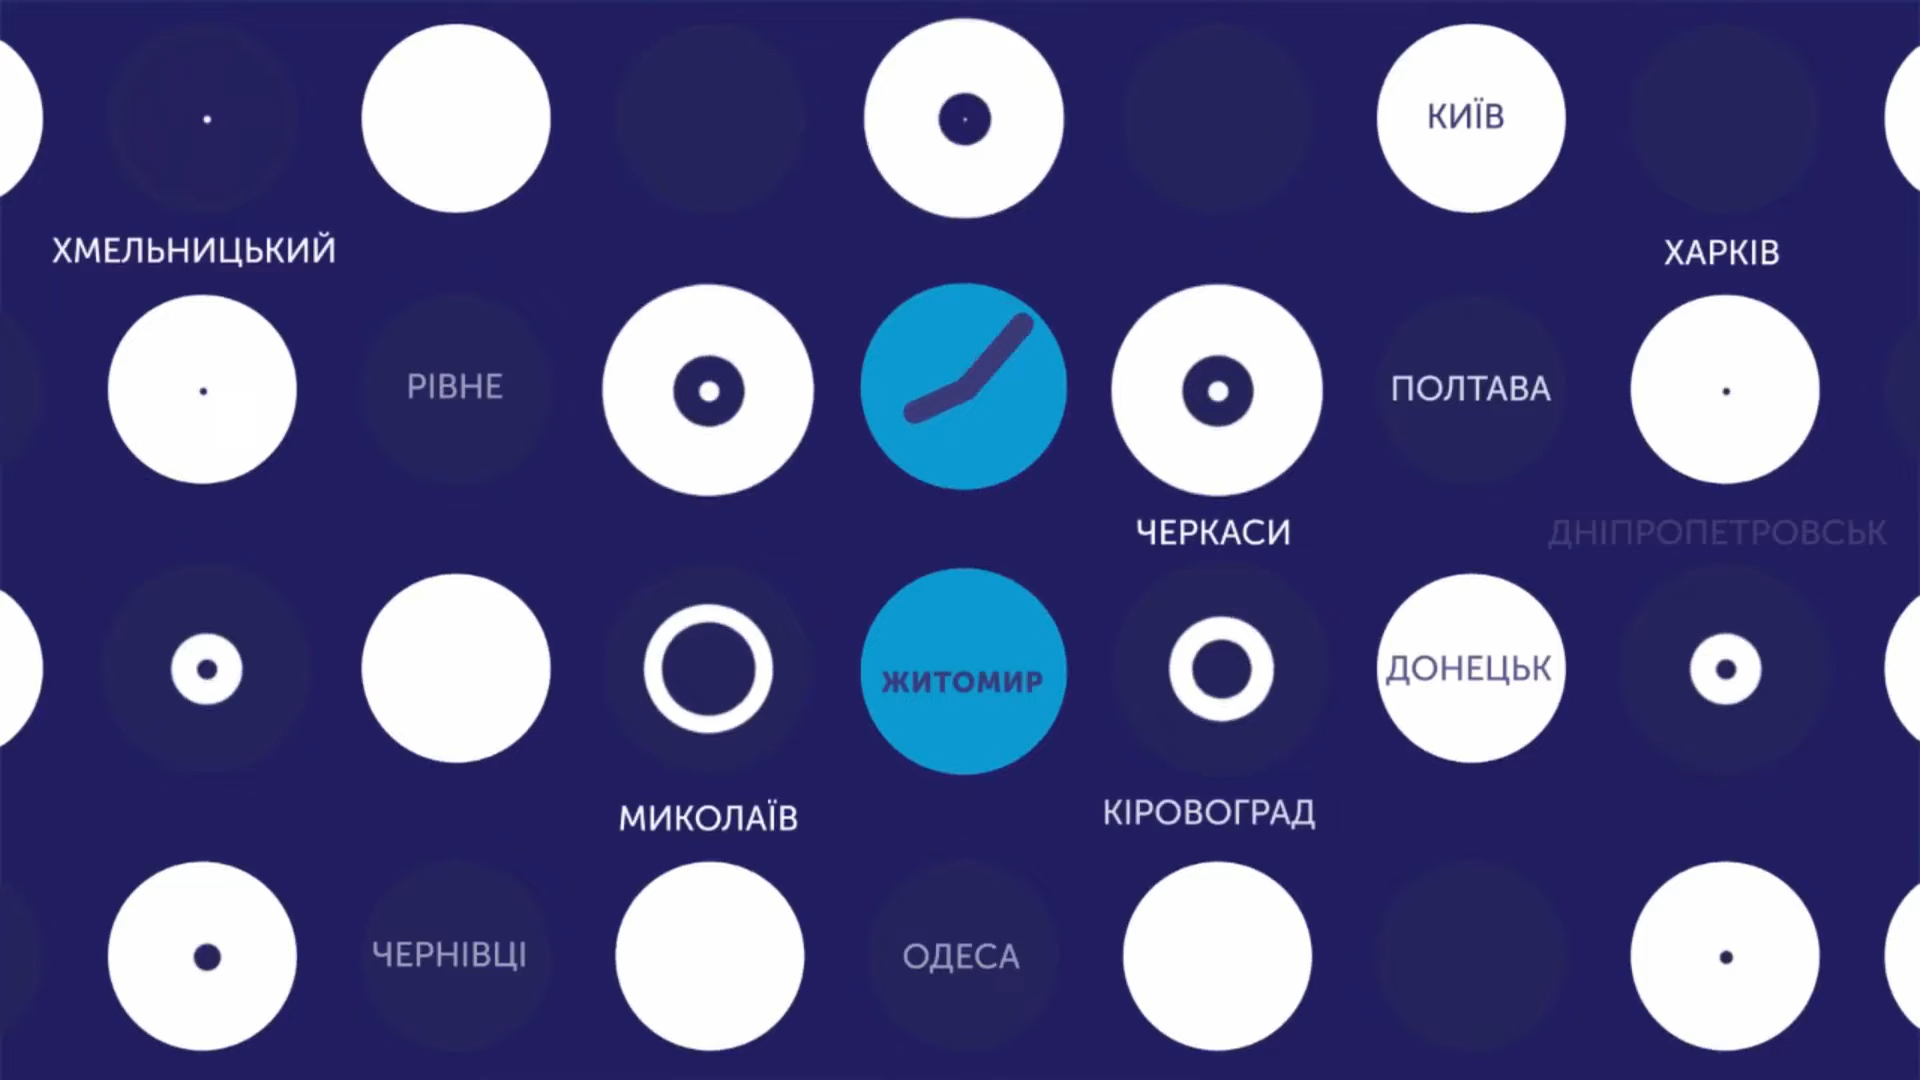 КИЇВ
ХМЕЛЬНИЦЬКИЙ
ХАРКІВ
РІВНЕ
ПОЛТАВА
ЧЕРКАСИ
ДНІПРОПЕТРОВСЬК
ЖИТОМИР
ДОНЕЦЬК
МИКОЛАЇВ
КІРОВОГРАД
ЧЕРНІВЦІ
ОДЕСА